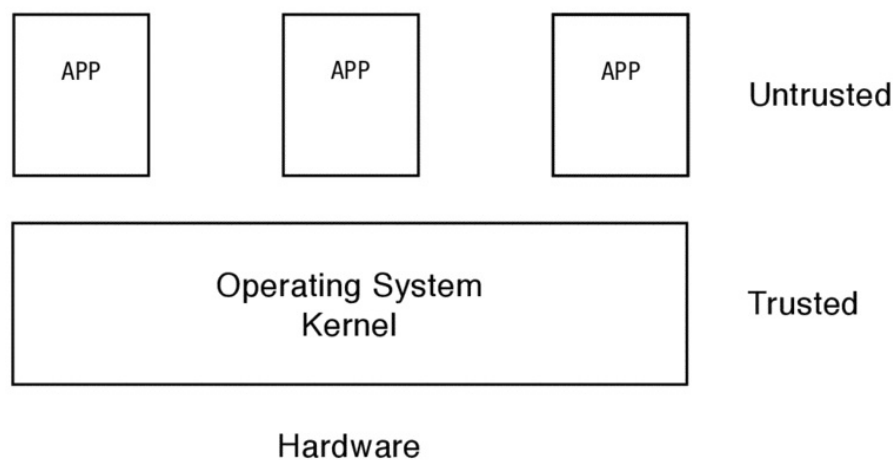 APP APP APP
Untrusted
Operating System
Kernel
Trusted
Hardware